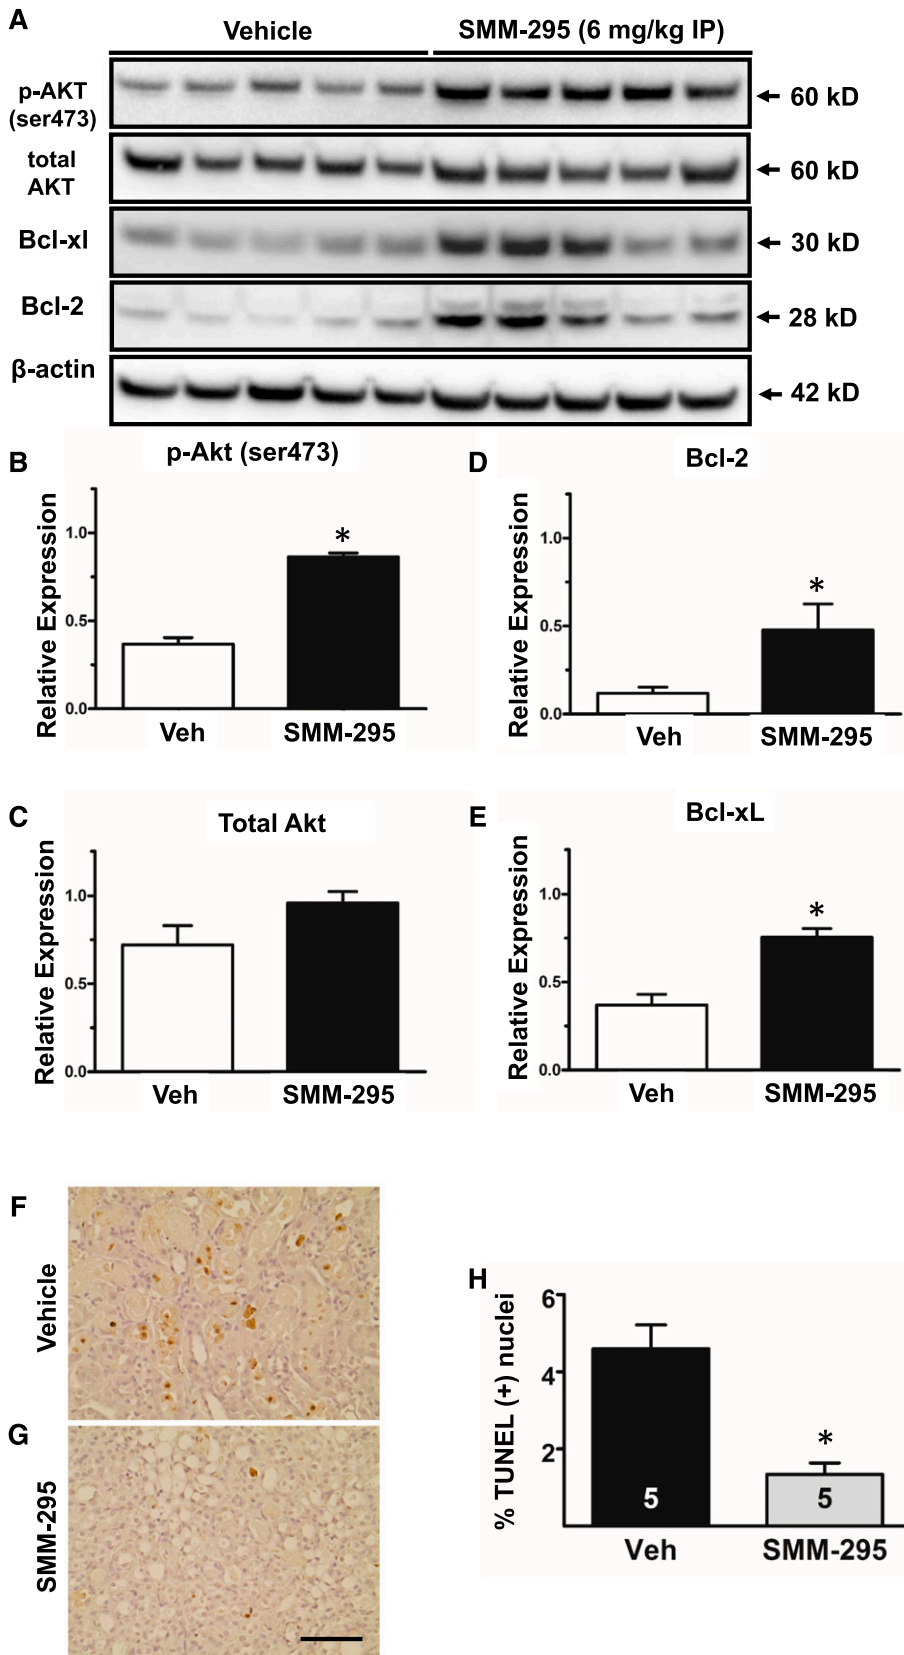 A
Vehicle
SMM-295 (6 mg/kg IP)
p-AKT
(ser473)
60 kD
total
AKT
60 kD
Bcl-xl
30 kD
Bcl-2
28 kD
β-actin
42 kD
B
p-Akt (ser473)
Relative Expression
1.0
0.5
0.0
*
Veh
SMM-295
D
Bcl-2
Relative Expression
1.0
0.5
0.0
*
Veh
SMM-295
C
Total Akt
Relative Expression
1.0
0.5
0.0
Veh
SMM-295
E
Bcl-xL
Relative Expression
1.0
0.5
0.0
*
Veh
SMM-295
F
Vehicle
G
SMM-295
H
% TUNEL (+) nuclei
6
4
2
*
5
5
Veh
SMM-295